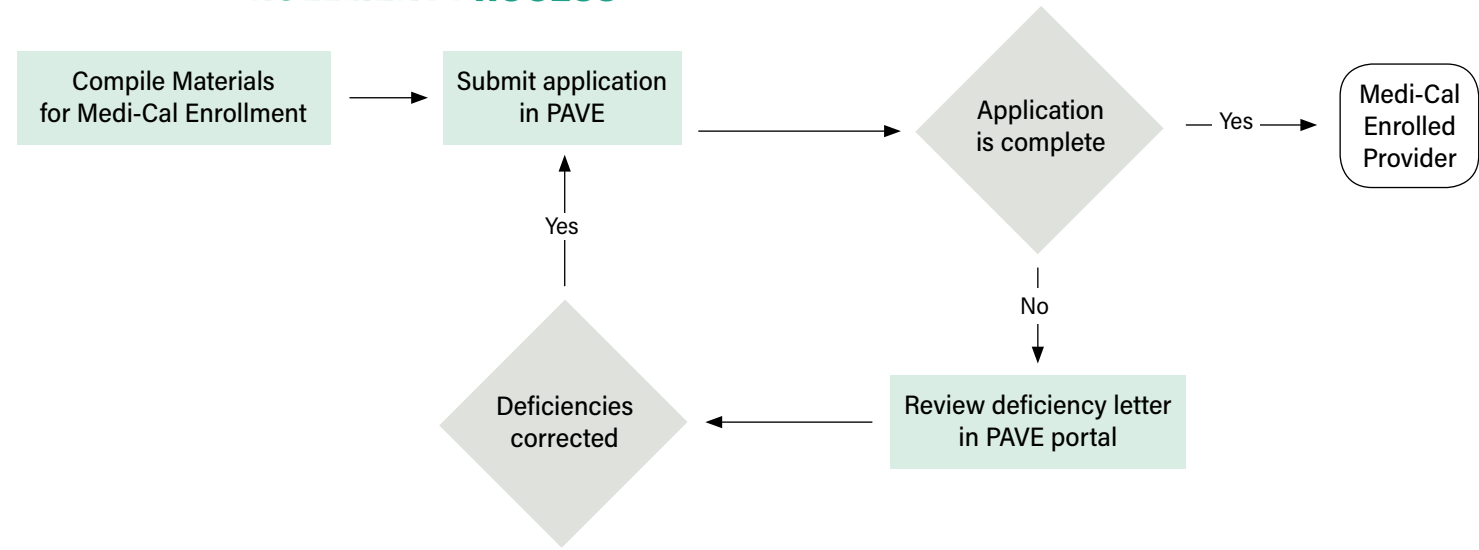 Compile Materials
for Medi-Cal Enrollment
Submit application
in PAVE
Application
is complete
Yes
Medi-Cal
Enrolled
Provider
Yes
No
Deficiencies
corrected
Review deficiency letter
in PAVE portal